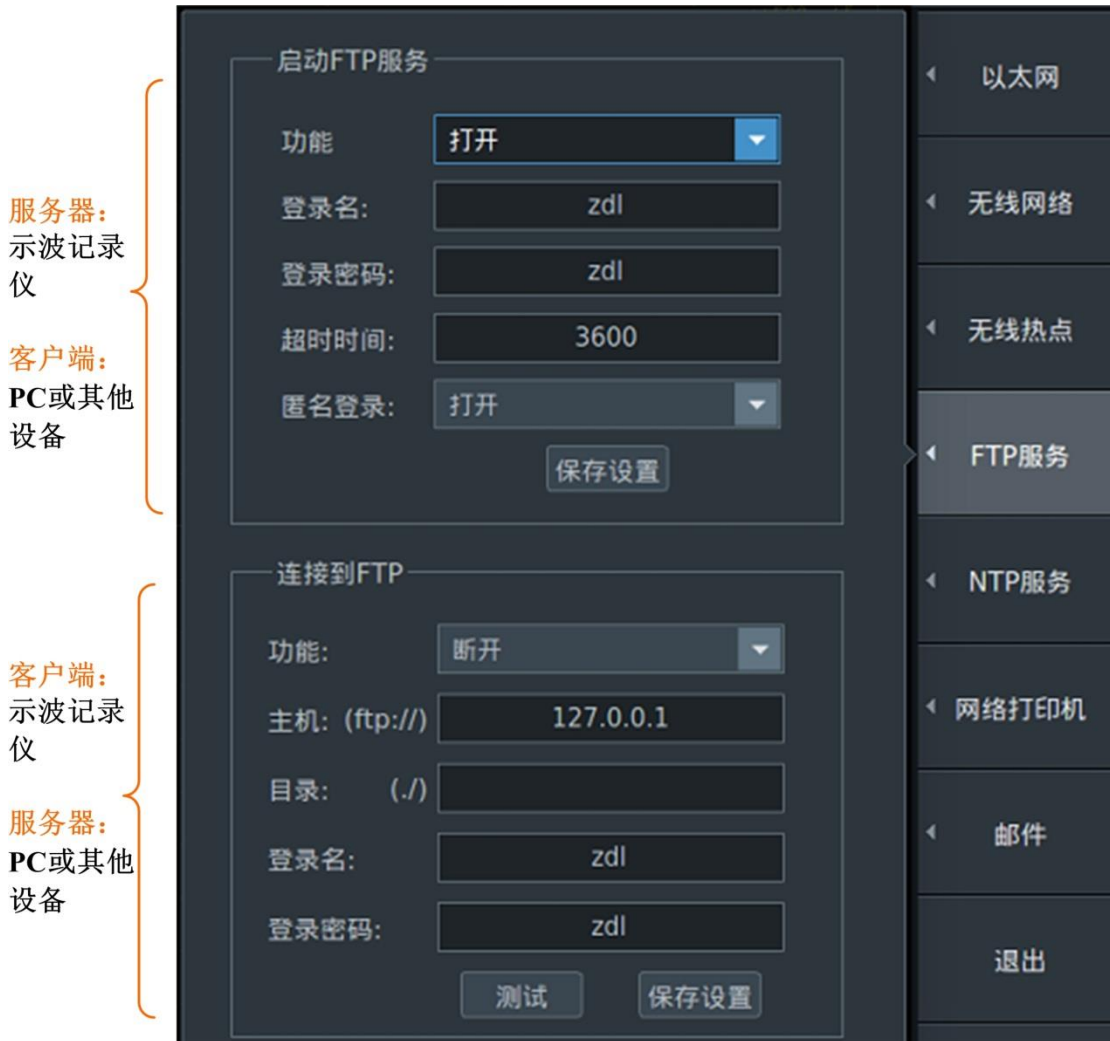 服务器：
示波记录
仪
客户端：
PC或其他
设备
启动FTP服务
功能 打开
登录名: zdl
登录密码: zdl
超时时间: 3600
匿名登录: 打开
保存设置
连接到FTP
功能: 断开
主机: (ftp://) 127.0.0.1
目录: (./)
登录名: zdl
登录密码: zdl
测试 保存设置
客户端：
示波记录
仪
服务器：
PC或其他
设备
以太网
无线网络
无线热点
FTP服务
NTP服务
网络打印机
邮件
退出